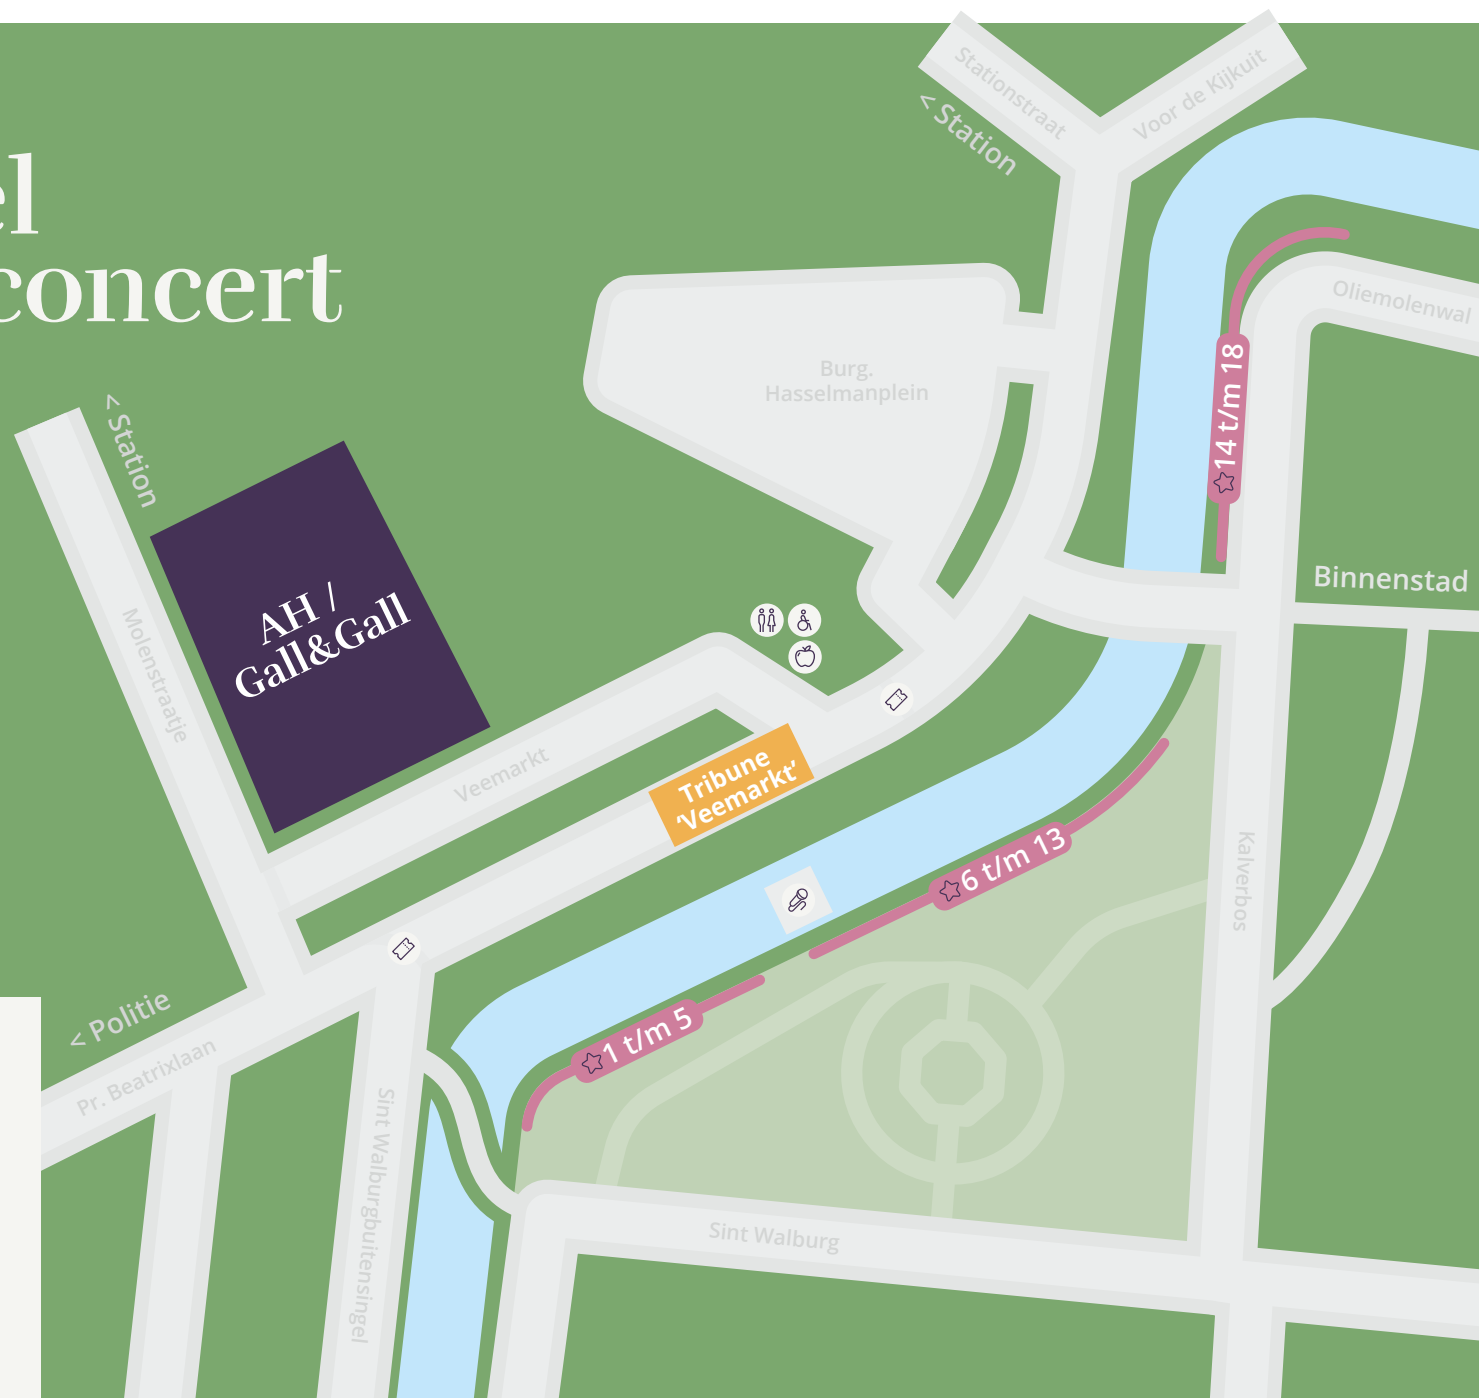 el
concert
Stationstraat
Voor de Kijkuit
< Station
Oliemolenwal
Burg.
Hasselmanplein
14 t/m 18
< Station
AH /
Gall&Gall
Binnenstad
Molenstraatje
Veemarkt
Tribune
‘Veemarkt’
6 t/m 13
Kalverbos
< Politie
1 t/m 5
Pr. Beatrixlaan
Sint Walburgbuitensingel
Sint Walburg